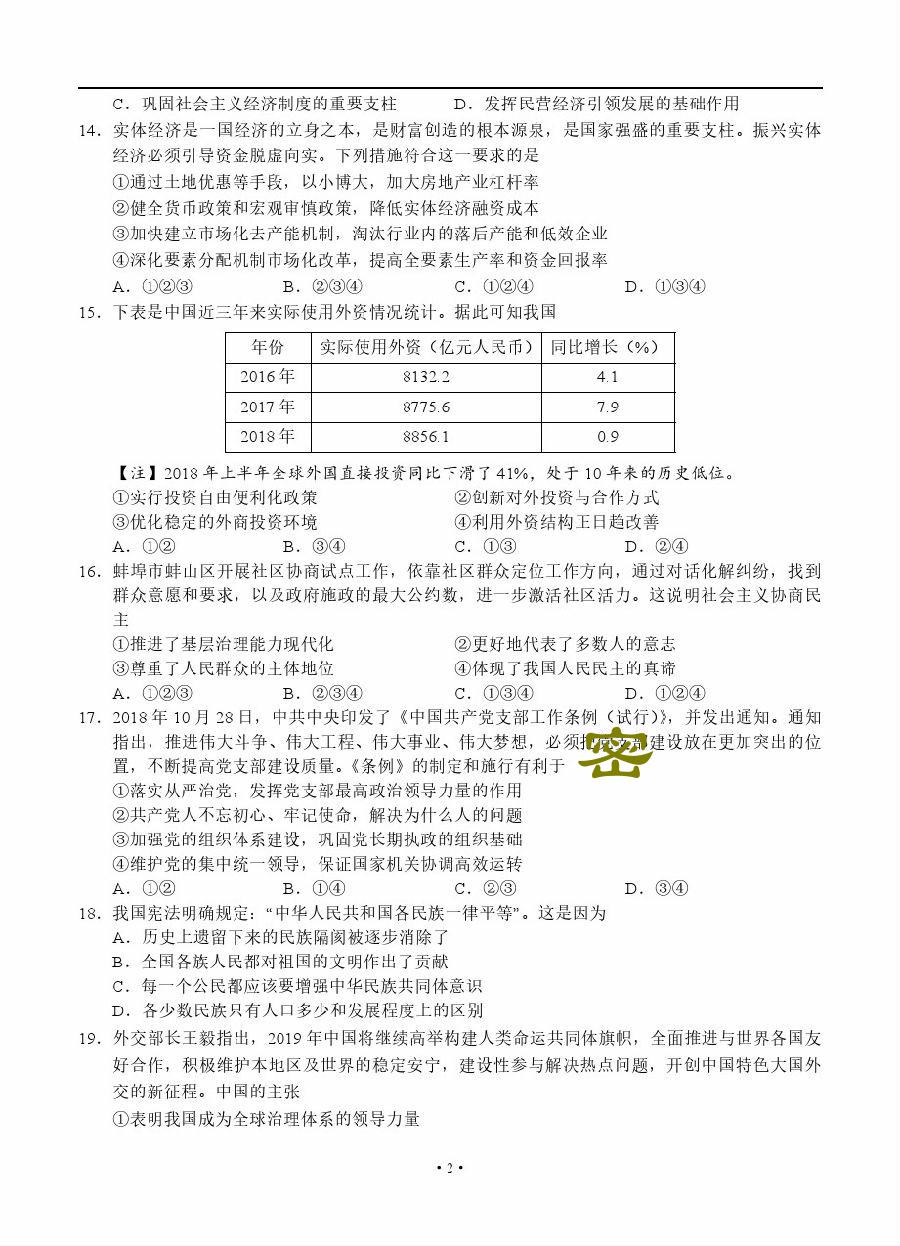 C．巩固社会主义经济制度的重要支柱 D．发挥民营经济引领发展的基础作用
14．实体经济是一国经济的立身之本，是财富创造的根本源泉，是国家强盛的重要支柱。振兴实体
经济必须引导资金脱虚向实。下列措施符合这一要求的是
①通过土地优惠等手段，以小博大，加大房地产业杠杆率
②健全货币政策和宏观审慎政策，降低实体经济融资成本
③加快建立市场化去产能机制，淘汰行业内的落后产能和低效企业
④深化要素分配机制市场化改革，提高全要素生产率和资金回报率
A．①②③ B．②③④ C．①②④ D．①③④
15．下表是中国近三年来实际使用外资情况统计。据此可知我国
年份 实际使用外资（亿元人民币） 同比增长（%）
2016年 8132.2 4.1
2017年 8775.6 7.9
2018年 8856.1 0.9
【注】2018年上半年全球外国直接投资同比下滑了41%，处于10年来的历史低位。
①实行投资自由便利化政策 ②创新对外投资与合作方式
③优化稳定的外商投资环境 ④利用外资结构正日趋改善
A．①② B．③④ C．①③ D．②④
16．蚌埠市蚌山区开展社区协商试点工作，依靠社区群众定位工作方向，通过对话化解纠纷，找到
群众意愿和要求，以及政府施政的最大公约数，进一步激活社区活力。这说明社会主义协商民
主
①推进了基层治理能力现代化 ②更好地代表了多数人的意志
③尊重了人民群众的主体地位 ④体现了我国人民民主的真谛
A．①②③ B．②③④ C．①③④ D．①②④
17．2018年10月28日，中共中央印发了《中国共产党支部工作条例（试行）》，并发出通知。通知
指出，推进伟大斗争、伟大工程、伟大事业、伟大梦想，必须把党支部建设放在更加突出的位
置，不断提高党支部建设质量。《条例》的制定和施行有利于
密
①落实从严治党，发挥党支部最高政治领导力量的作用
②共产党人不忘初心、牢记使命，解决为什么人的问题
③加强党的组织体系建设，巩固党长期执政的组织基础
④维护党的集中统一领导，保证国家机关协调高效运转
A．①② B．①④ C．②③ D．③④
18．我国宪法明确规定：“中华人民共和国各民族一律平等”。这是因为
A．历史上遗留下来的民族隔阂被逐步消除了
B．全国各族人民都对祖国的文明作出了贡献
C．每一个公民都应该要增强中华民族共同体意识
D．各少数民族只有人口多少和发展程度上的区别
19．外交部长王毅指出，2019年中国将继续高举构建人类命运共同体旗帜，全面推进与世界各国友
好合作，积极维护本地区及世界的稳定安宁，建设性参与解决热点问题，开创中国特色大国外
交的新征程。中国的主张
①表明我国成为全球治理体系的领导力量
·2·